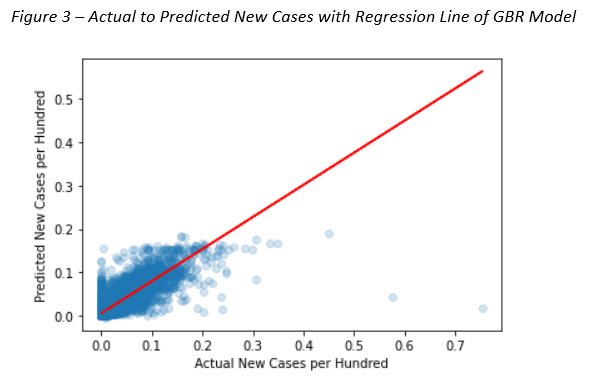 Figure 3 – Actual to Predicted New Cases with Regression Line of GBR Model
0.5
0.4
0.3
0.2
0.1
0.0
Predicted New Cases per Hundred
0.0 0.1 0.2 0.3 0.4 0.5 0.6 0.7
Actual New Cases per Hundred